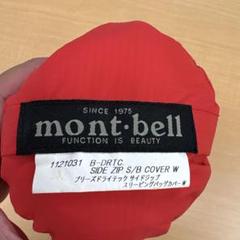 SINCE 1975
mont·bell
FUNCTION IS BEAUTY
1121031 B-DRTC.
SIDE ZIP S/B COVER W
ブリーズドライテック サイドジップ
スリーピングバッグカバーW